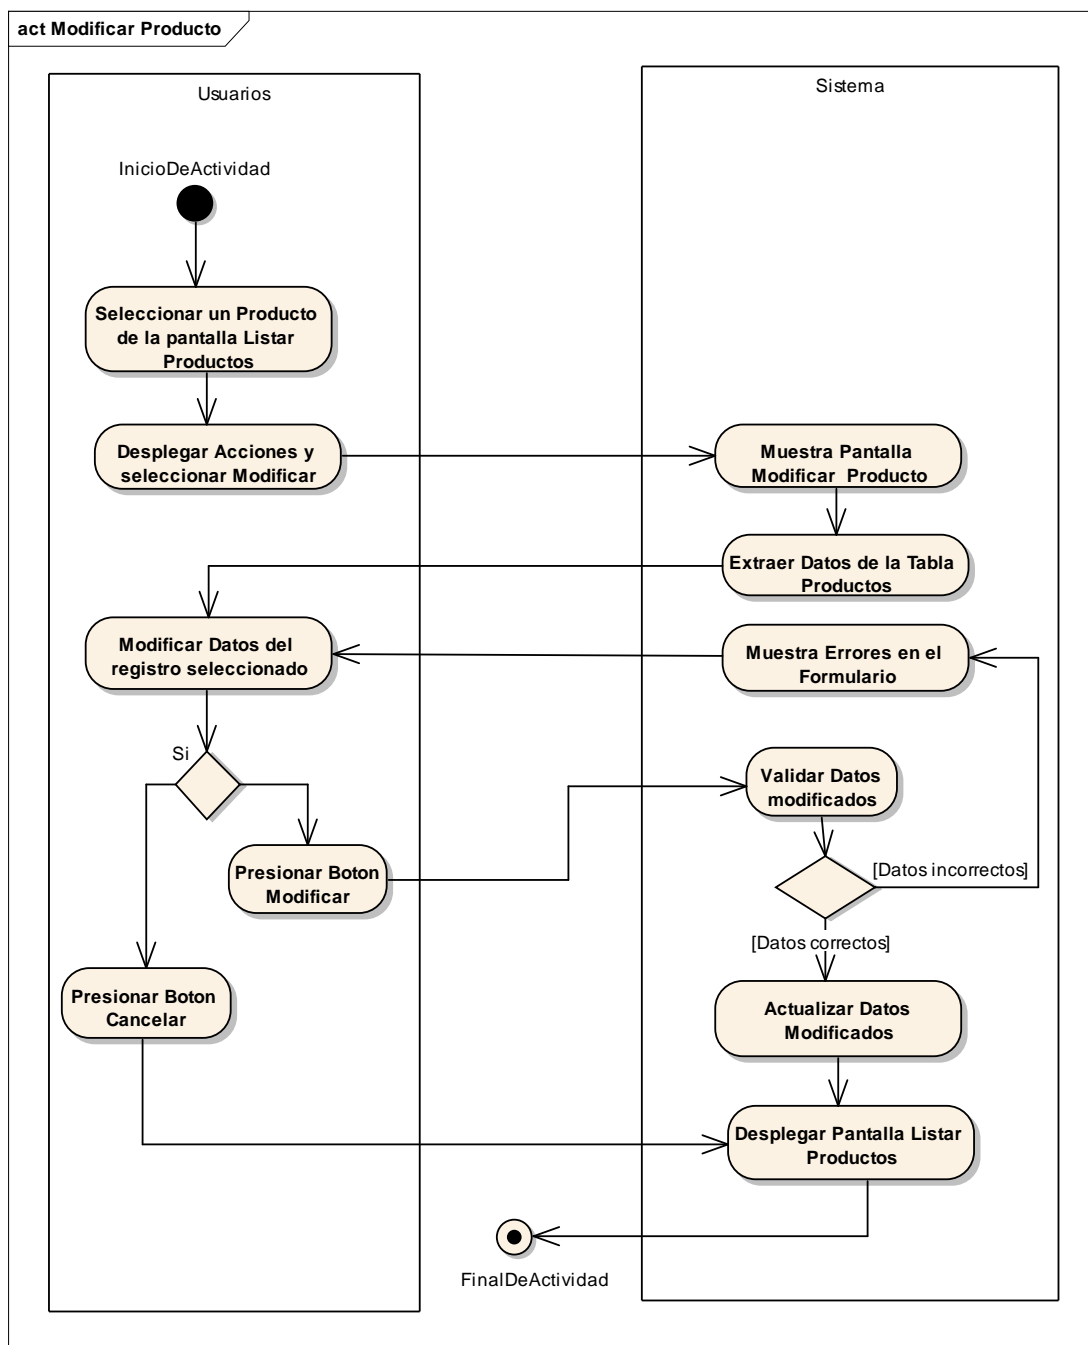 act Modificar Producto
Usuarios
Sistema
InicioDeActividad
Seleccionar un Producto
de la pantalla Listar
Productos
Desplegar Acciones y
seleccionar Modificar
Muestra Pantalla
Modificar Producto
Extraer Datos de la Tabla
Productos
Modificar Datos del
registro seleccionado
Muestra Errores en el
Formulario
Si
Validar Datos
modificados
Presionar Boton
Modificar
[Datos incorrectos]
[Datos correctos]
Presionar Boton
Cancelar
Actualizar Datos
Modificados
Desplegar Pantalla Listar
Productos
FinalDeActividad